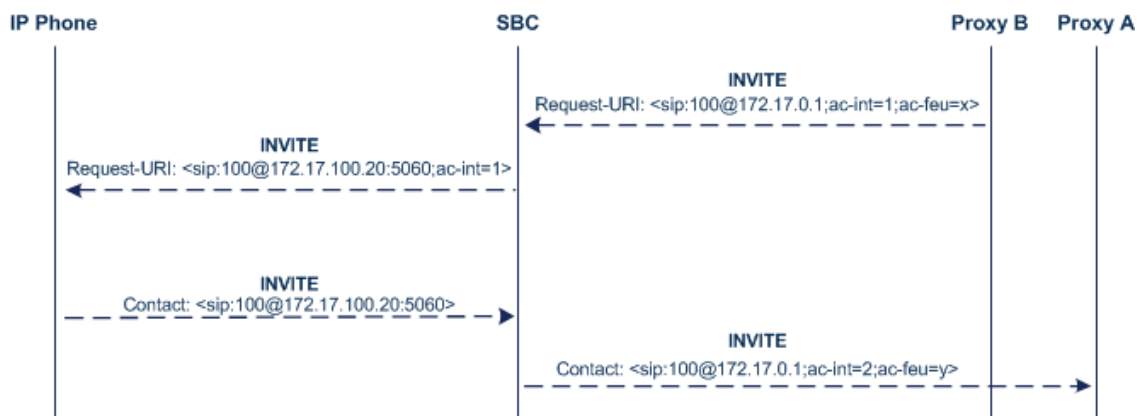 IP Phone
SBC
Proxy B
Proxy A
INVITE
Request-URI: <sip:100@172.17.0.1;ac-int=1;ac-feu=x>
INVITE
Request-URI: <sip:100@172.17.100.20:5060;ac-int=1>
INVITE
Contact: <sip:100@172.17.100.20:5060>
INVITE
Contact: <sip:100@172.17.0.1;ac-int=2;ac-feu=y>